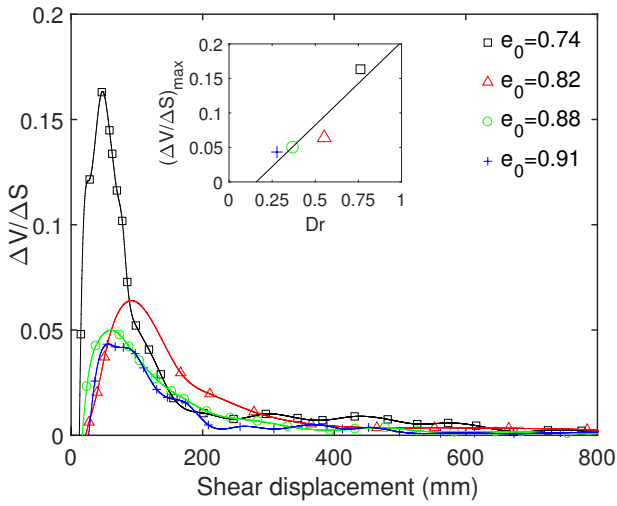 0.2
0.15
0.1
0.05
0
ΔV/ΔS
0 200 400 600 800
Shear displacement (mm)
0.2
0.15
0.1
0.05
0
(ΔV/ΔS)max
0 0.25 0.5 0.75 1
Dr
e0=0.74
e0=0.82
e0=0.88
e0=0.91